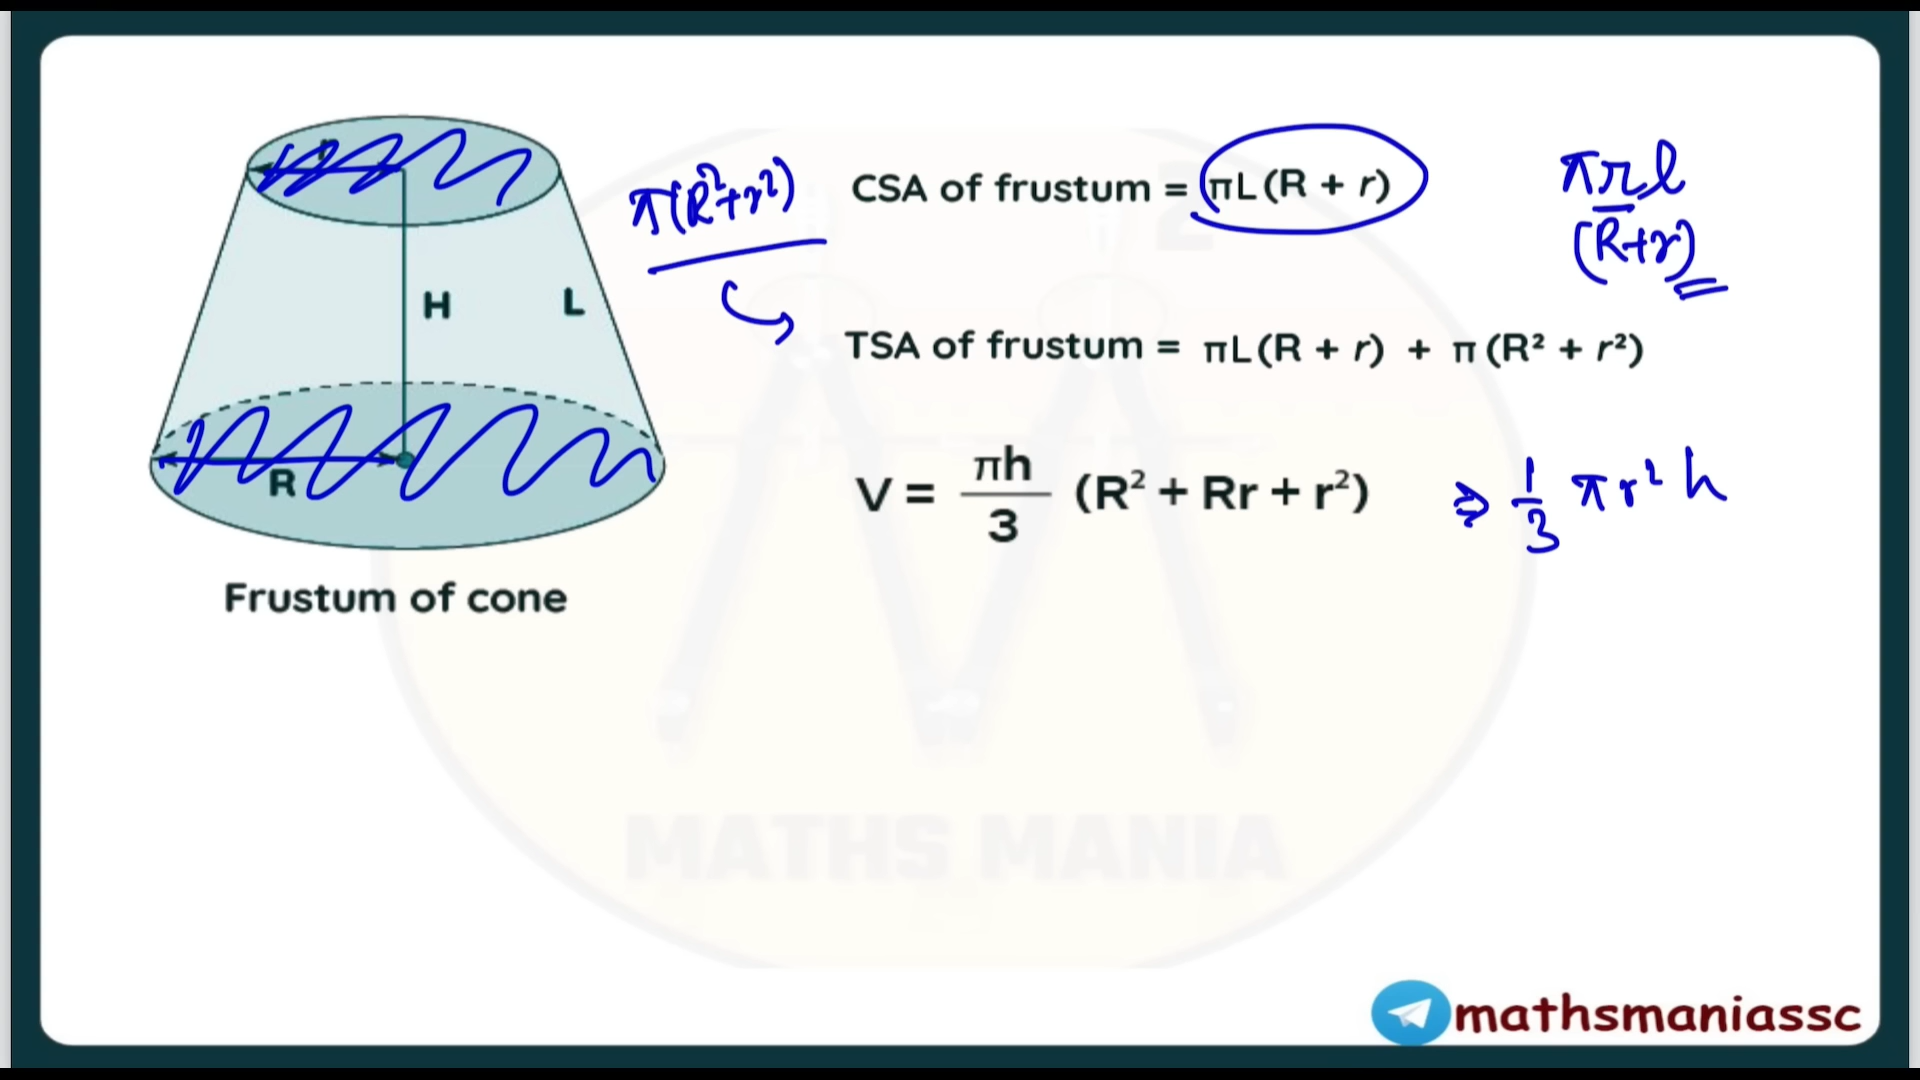 r
H
L
R
Frustum of cone
π(R²+r²)
CSA of frustum = πL(R + r)
πrl
(R+r)
TSA of frustum = πL(R + r) + π(R² + r²)
V = πh/3 (R² + Rr + r²)
⇒ 1/3 πr²h
MATHS MANIA
mathsmaniassc